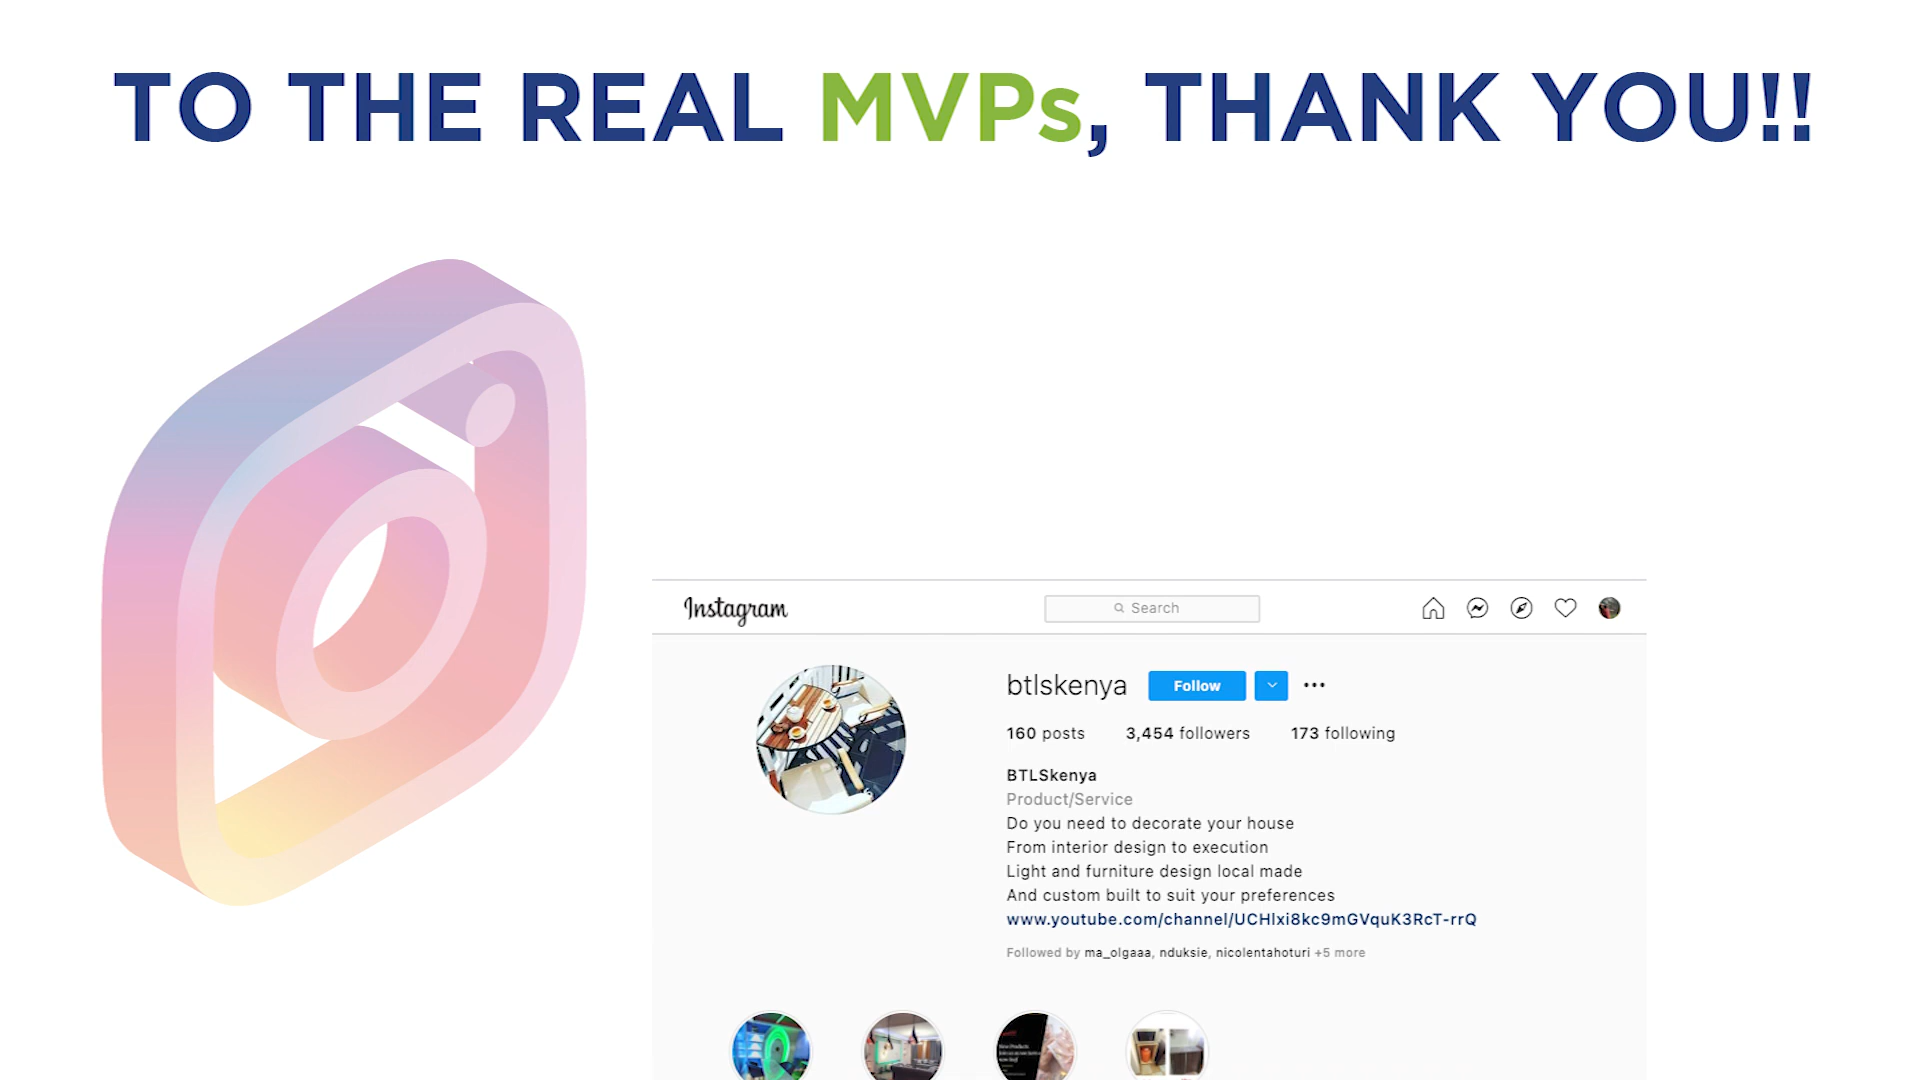 TO THE REAL MVPs, THANK YOU!!
Instagram
Search
btlskenya
Follow
160 posts 3,454 followers 173 following
BTLSkenya
Product/Service
Do you need to decorate your house
From interior design to execution
Light and furniture design local made
And custom built to suit your preferences
www.youtube.com/channel/UCHlxi8kc9mGVquK3RcT-rrQ
Followed by ma_olgaaa, nduksie, nicolentahoturi +5 more